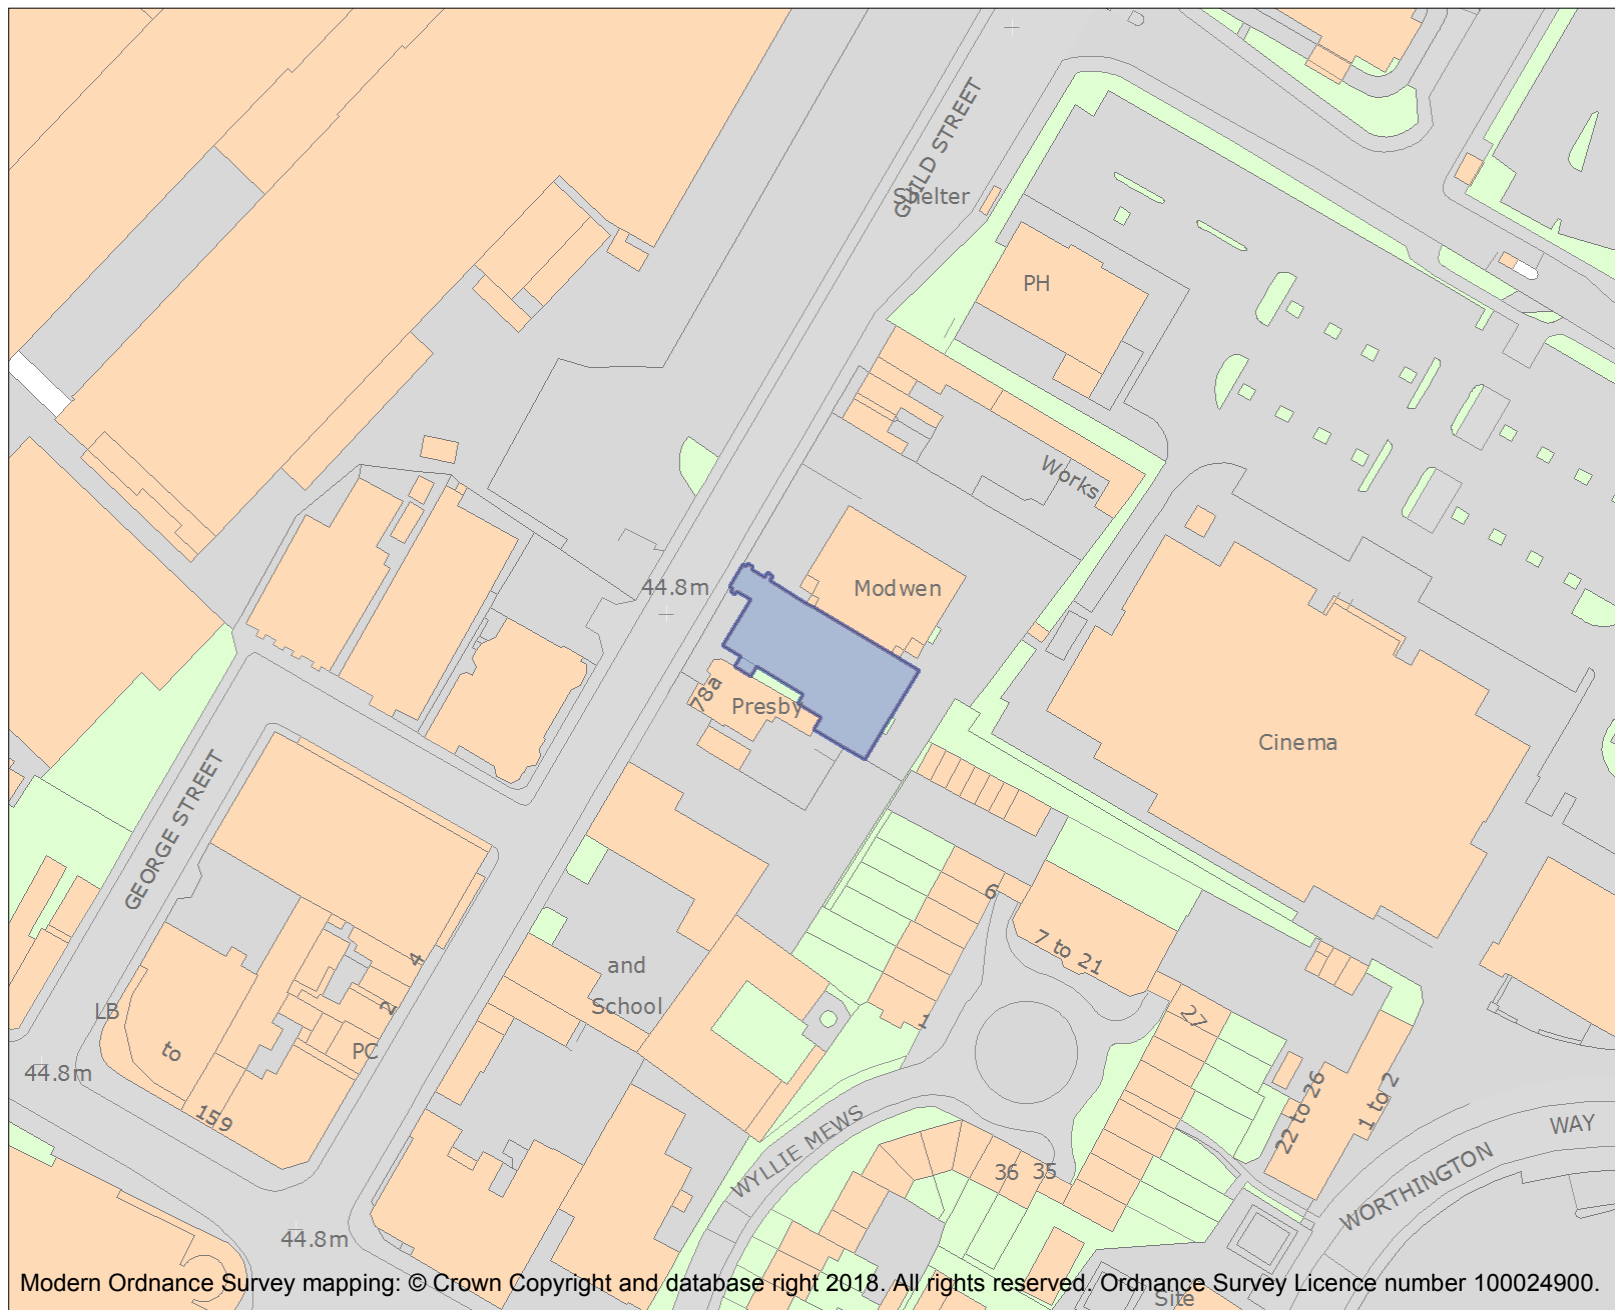 GUILD STREET
Shelter
PH
Works
44.8m
Modwen
78a
Presby
Cinema
GEORGE STREET
6
7 to 21
4
2
and
School
1
27
LB
to
PC
44.8m
159
WYLLIE MEWS
36
35
22 to 26
1 to 2
WORTHINGTON
WAY
44.8m
Site
Modern Ordnance Survey mapping: © Crown Copyright and database right 2018. All rights reserved. Ordnance Survey Licence number 100024900.